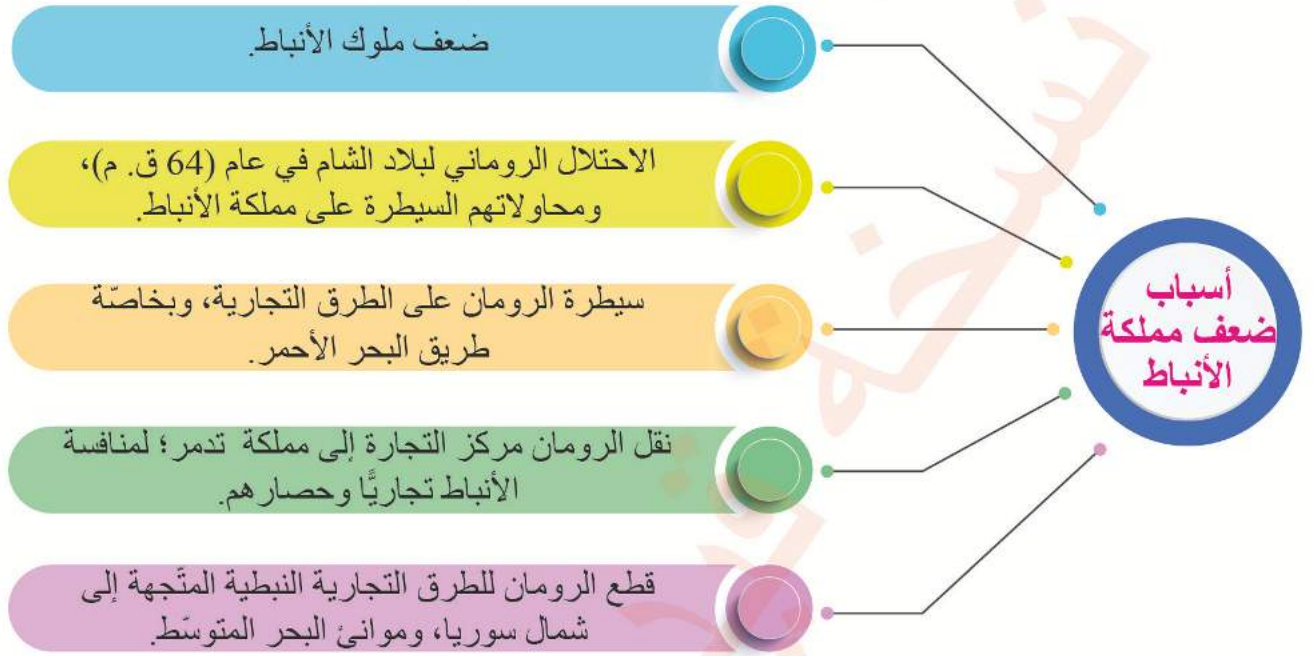 أسباب
ضعف مملكة
الأنباط
ضعف ملوك الأنباط.
الاحتلال الروماني لبلاد الشام في عام (64 ق. م)،
ومحاولاتهم السيطرة على مملكة الأنباط.
سيطرة الرومان على الطرق التجارية، وبخاصّة
طريق البحر الأحمر.
نقل الرومان مركز التجارة إلى مملكة تدمر؛ لمنافسة
الأنباط تجاريًّا وحصارهم.
قطع الرومان للطرق التجارية النبطية المتّجهة إلى
شمال سوريا، وموانئ البحر المتوسّط.